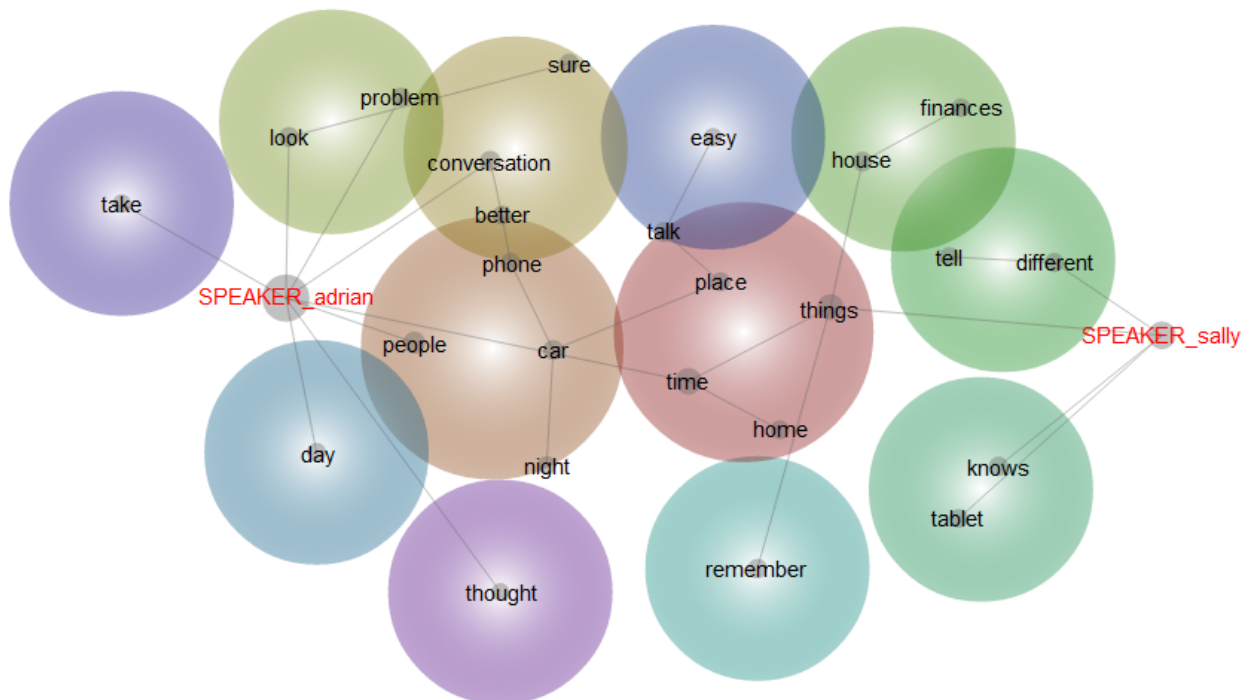 sure
problem
finances
look
easy
conversation
house
take
better
talk
tell
different
phone
place
SPEAKER_adrian
things
SPEAKER_sally
people
car
time
home
day
night
knows
tablet
remember
thought